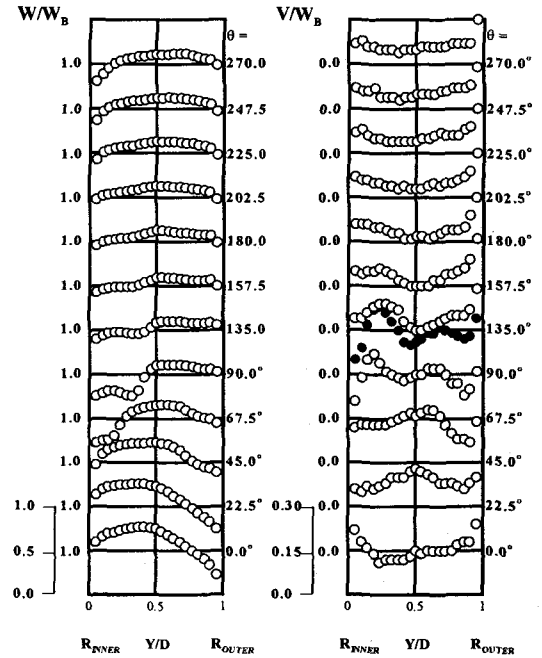 W/W_B V/W_B
θ = θ =
1.0 270.0 0.0 270.0°
1.0 247.5 0.0 247.5°
1.0 225.0 0.0 225.0°
1.0 202.5 0.0 202.5°
1.0 180.0 0.0 180.0°
1.0 157.5 0.0 157.5°
1.0 135.0 0.0 135.0°
1.0 90.0° 0.0 90.0°
1.0 67.5° 0.0 67.5°
1.0 45.0° 0.0 45.0°
1.0 1.0 22.5° 0.30 0.0 22.5°
0.5 1.0 0.0° 0.15 0.0 0.0°
0.0 0.0
0 0.5 1 0 0.5 1
R_INNER Y/D R_OUTER R_INNER Y/D R_OUTER